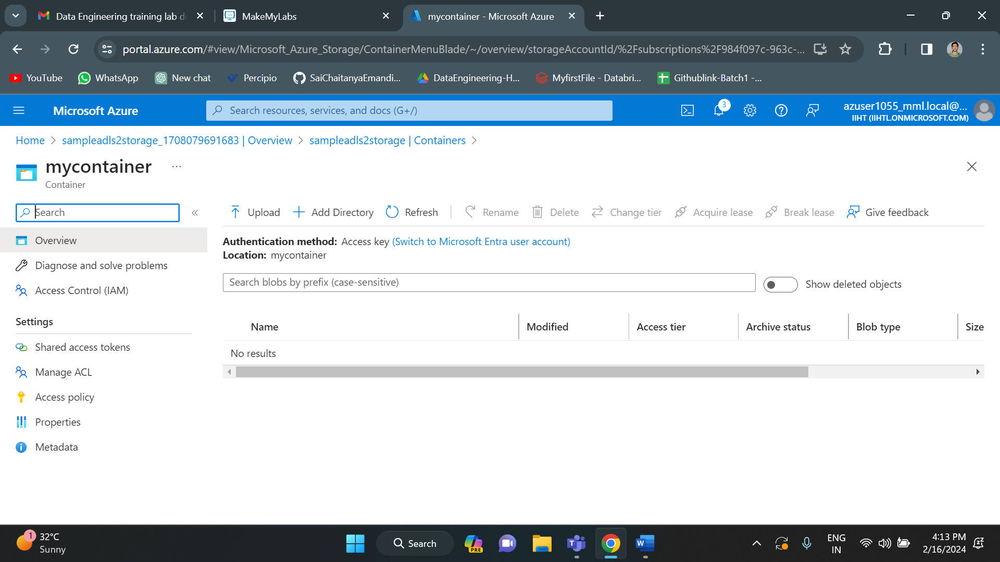 Data Engineering training lab d
MakeMyLabs
mycontainer - Microsoft Azure
portal.azure.com/#view/Microsoft_Azure_Storage/ContainerMenuBlade/~/overview/storageAccountId/%2Fsubscriptions%2F984f097c-963c-...
YouTube
WhatsApp
New chat
Percipio
SaiChaitanyaEmandi...
DataEngineering-H...
MyfirstFile - Databri...
Githublink-Batch1 -...
Microsoft Azure
Search resources, services, and docs (G+/)
3
azuser1055_mml.local@...
IIHT (IIHTL.ONMICROSOFT.COM)
Home > sampleadls2storage_1708079691683 | Overview > sampleadls2storage | Containers >
mycontainer ...
Container
Search
Overview
Diagnose and solve problems
Access Control (IAM)
Settings
Shared access tokens
Manage ACL
Access policy
Properties
Metadata
Upload Add Directory Refresh Rename Delete Change tier Acquire lease Break lease Give feedback
Authentication method: Access key (Switch to Microsoft Entra user account)
Location: mycontainer
Search blobs by prefix (case-sensitive)
Show deleted objects
Name Modified Access tier Archive status Blob type Size
No results
1
32°C
Sunny
Search
PRE
ENG
IN
4:13 PM
2/16/2024